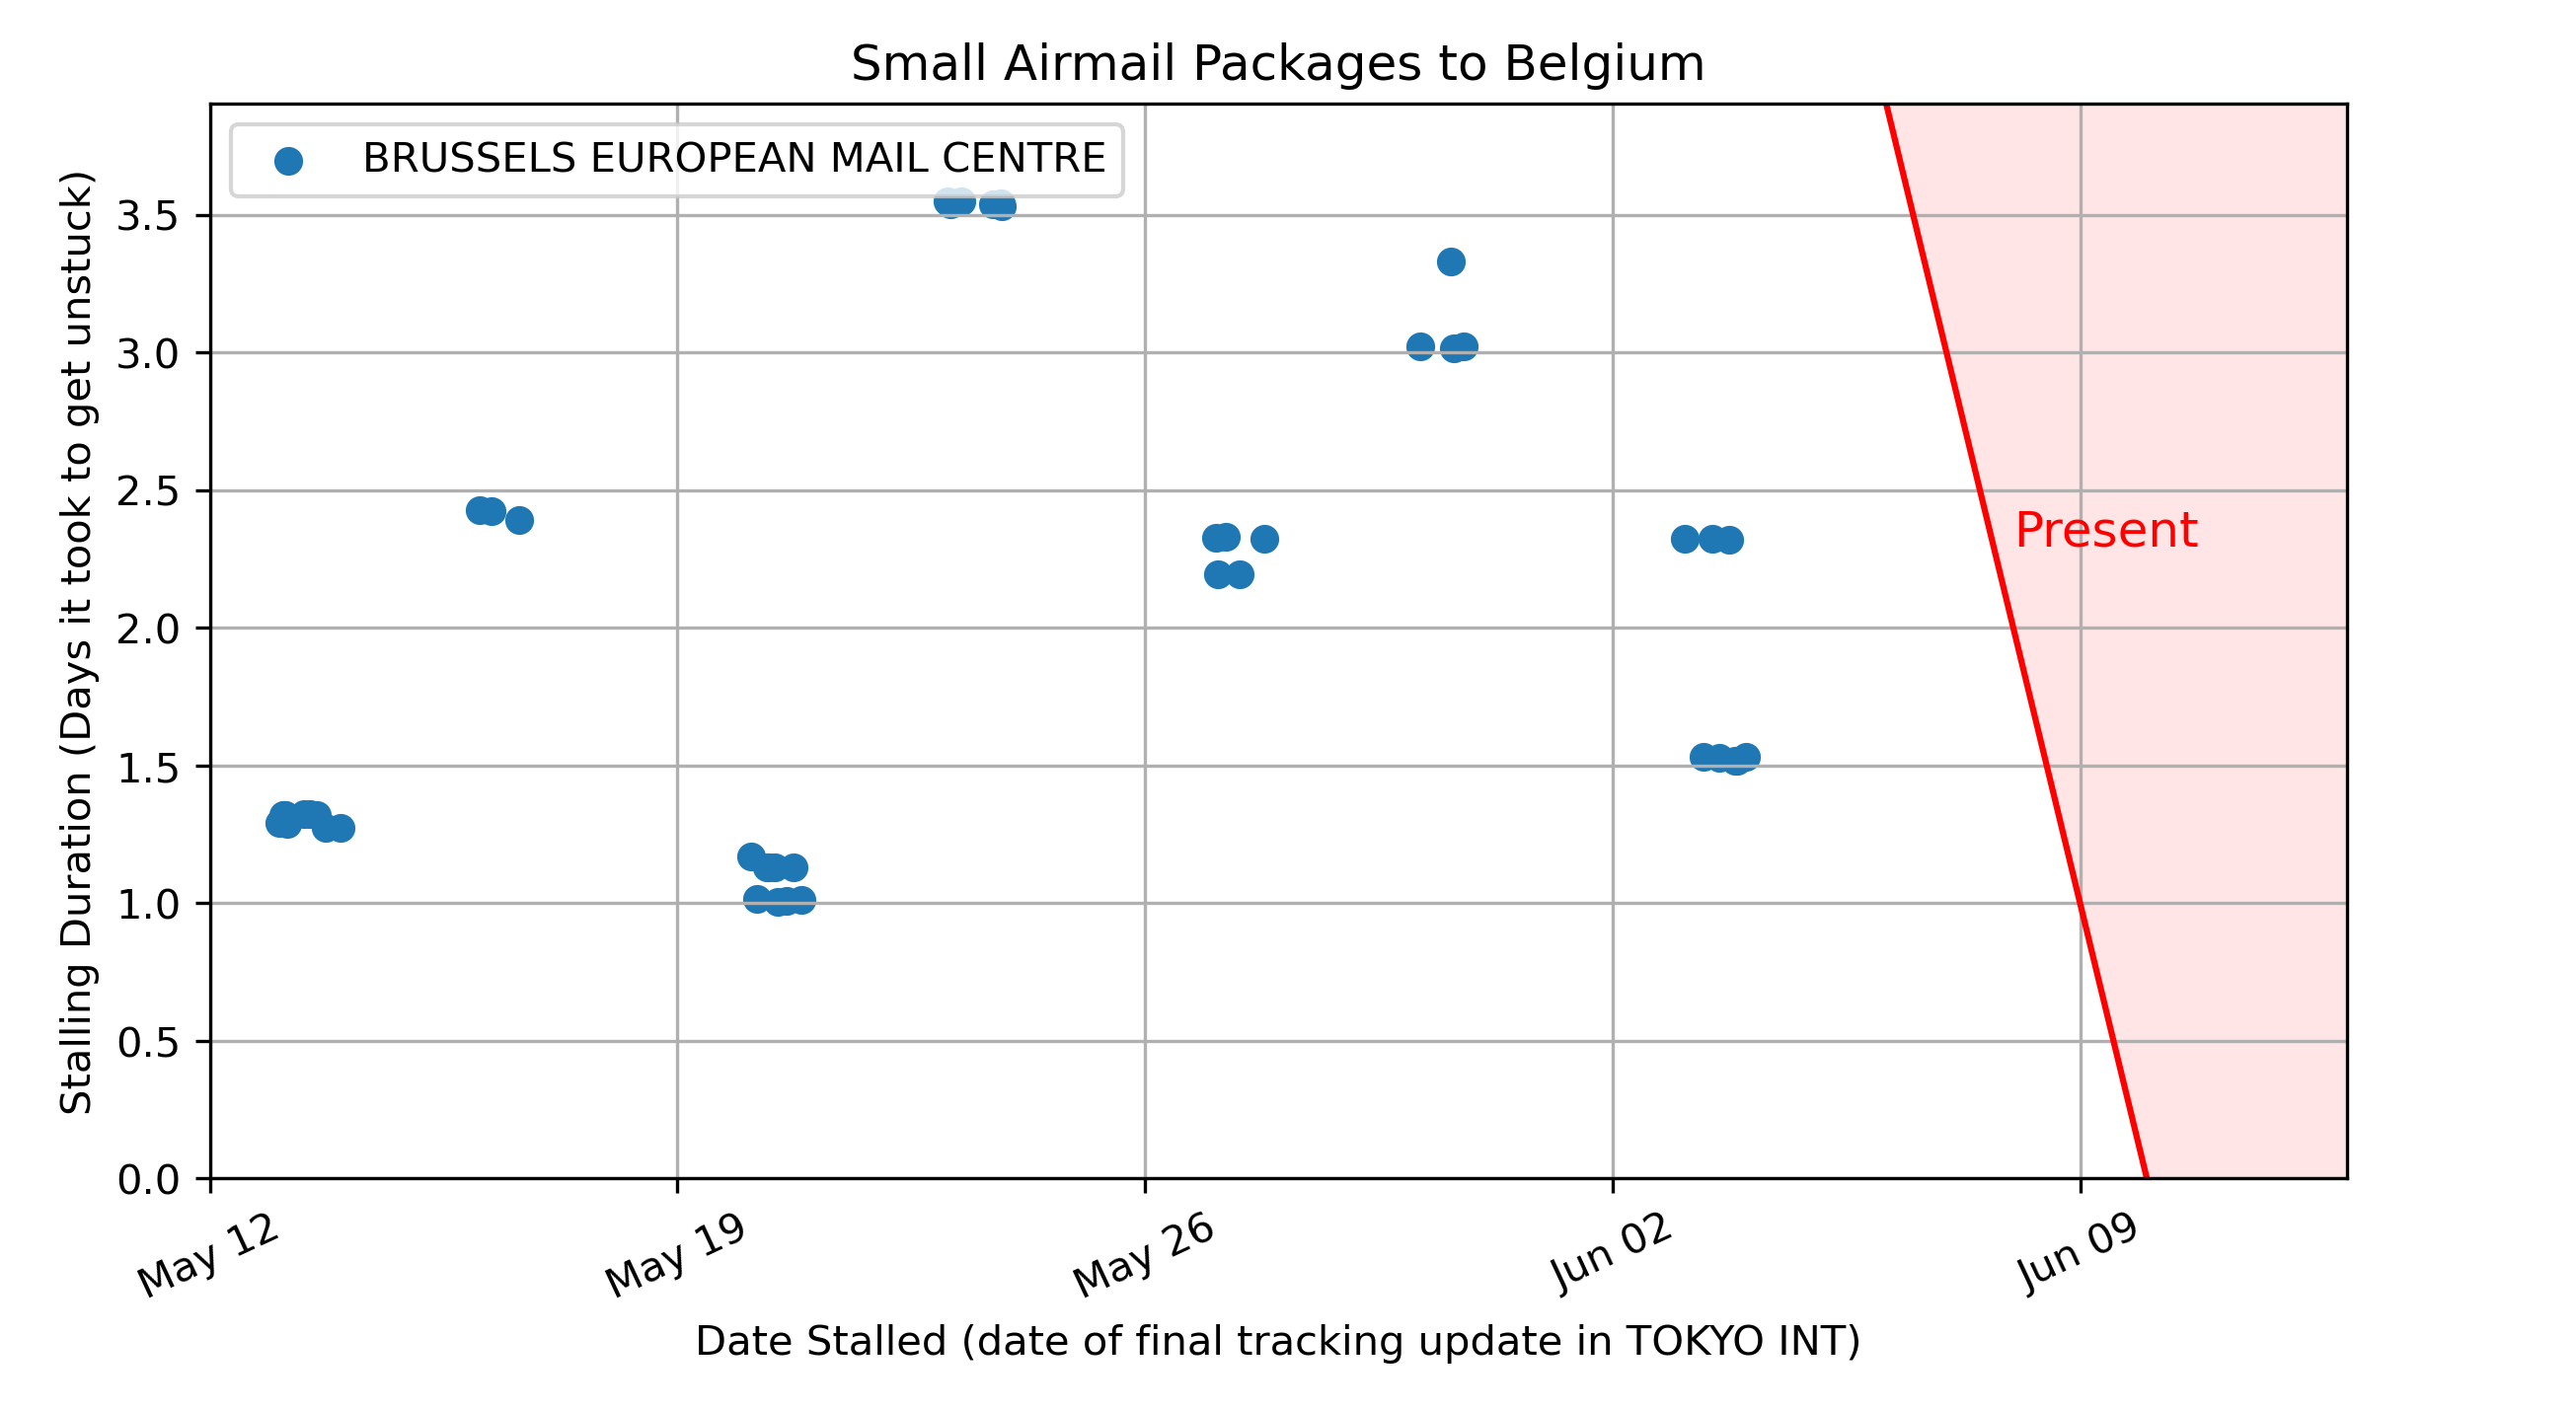 Small Airmail Packages to Belgium
BRUSSELS EUROPEAN MAIL CENTRE
Stalling Duration (Days it took to get unstuck)
3.5
3.0
2.5
2.0
1.5
1.0
0.5
0.0
Present
May 12
May 19
May 26
Jun 02
Jun 09
Date Stalled (date of final tracking update in TOKYO INT)